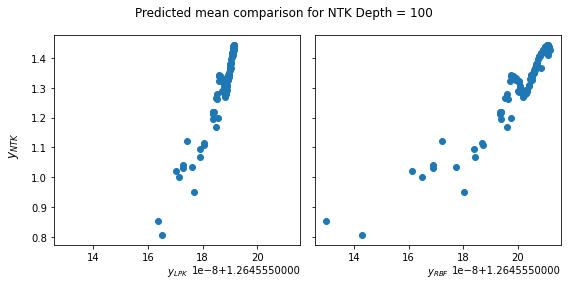 Predicted mean comparison for NTK Depth = 100
y_NTK
1.4
1.3
1.2
1.1
1.0
0.9
0.8
14 16 18 20
y_LPK 1e-8+1.2645550000
14 16 18 20
y_RBF 1e-8+1.2645550000